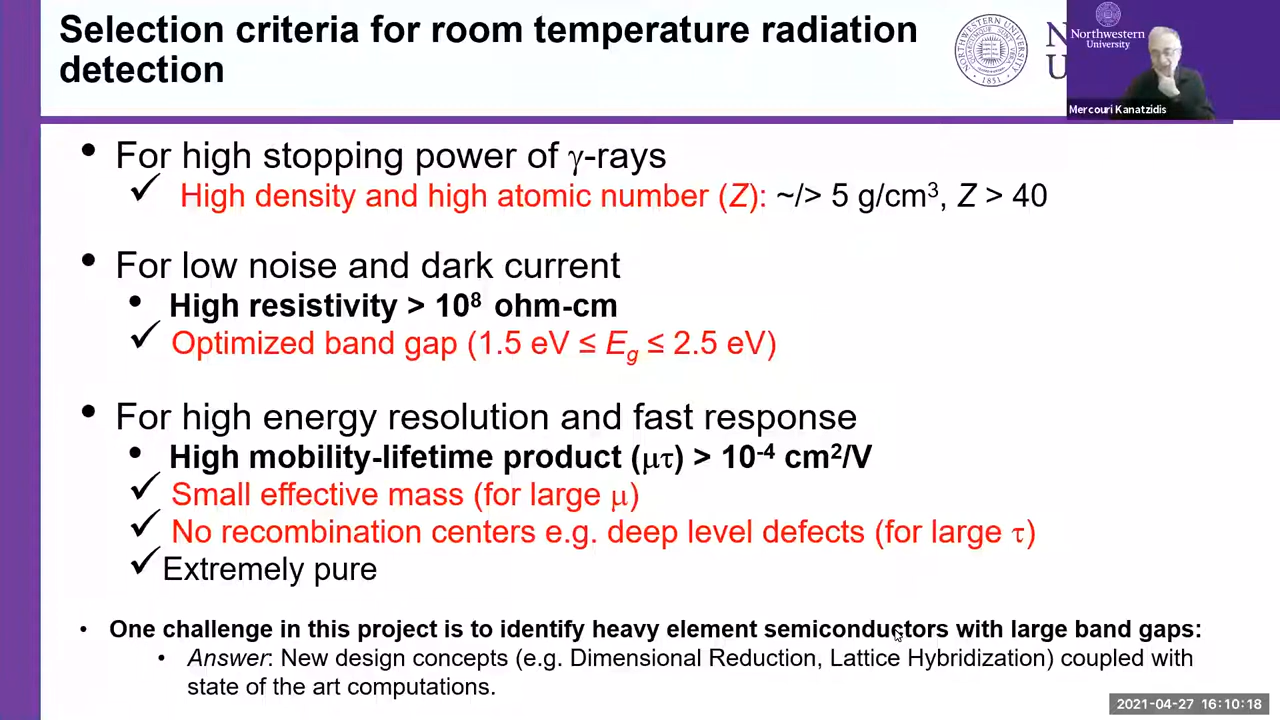 Selection criteria for room temperature radiation
detection
NORTHWESTERN UNIVERSITY
1851
N
U
Northwestern
University
Mercouri Kanatzidis
• For high stopping power of γ-rays
✓ High density and high atomic number (Z): ~/> 5 g/cm³, Z > 40
• For low noise and dark current
• High resistivity > 10⁸ ohm-cm
✓ Optimized band gap (1.5 eV ≤ Eg ≤ 2.5 eV)
• For high energy resolution and fast response
• High mobility-lifetime product (μτ) > 10⁻⁴ cm²/V
✓ Small effective mass (for large μ)
✓ No recombination centers e.g. deep level defects (for large τ)
✓ Extremely pure
• One challenge in this project is to identify heavy element semiconductors with large band gaps:
• Answer: New design concepts (e.g. Dimensional Reduction, Lattice Hybridization) coupled with
state of the art computations.
2021-04-27 16:10:18